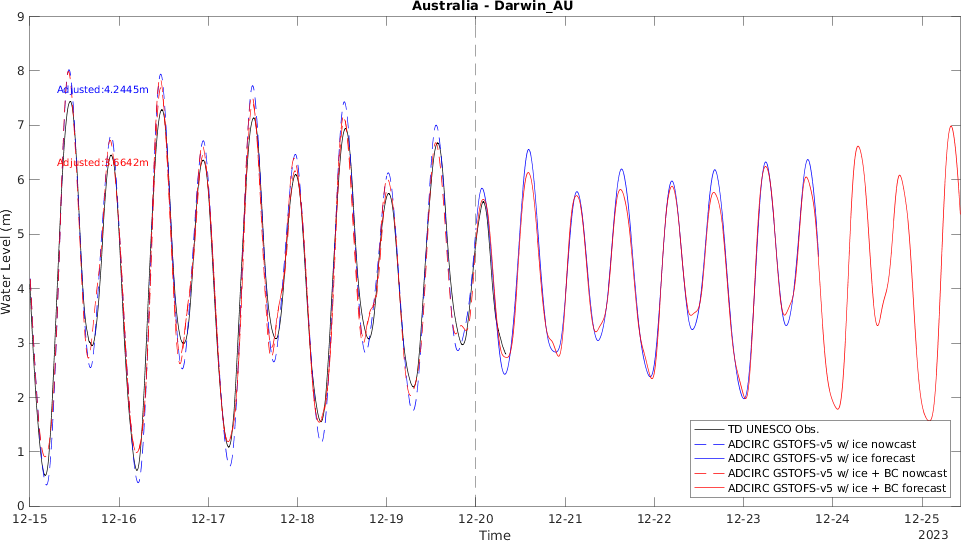 Australia - Darwin_AU
9
8
7
6
5
4
3
2
1
0
Water Level (m)
Adjusted:4.2445m
Adjusted:3.6642m
TD UNESCO Obs.
ADCIRC GSTOFS-v5 w/ ice nowcast
ADCIRC GSTOFS-v5 w/ ice forecast
ADCIRC GSTOFS-v5 w/ ice + BC nowcast
ADCIRC GSTOFS-v5 w/ ice + BC forecast
12-15 12-16 12-17 12-18 12-19 12-20 12-21 12-22 12-23 12-24 12-25
Time
2023